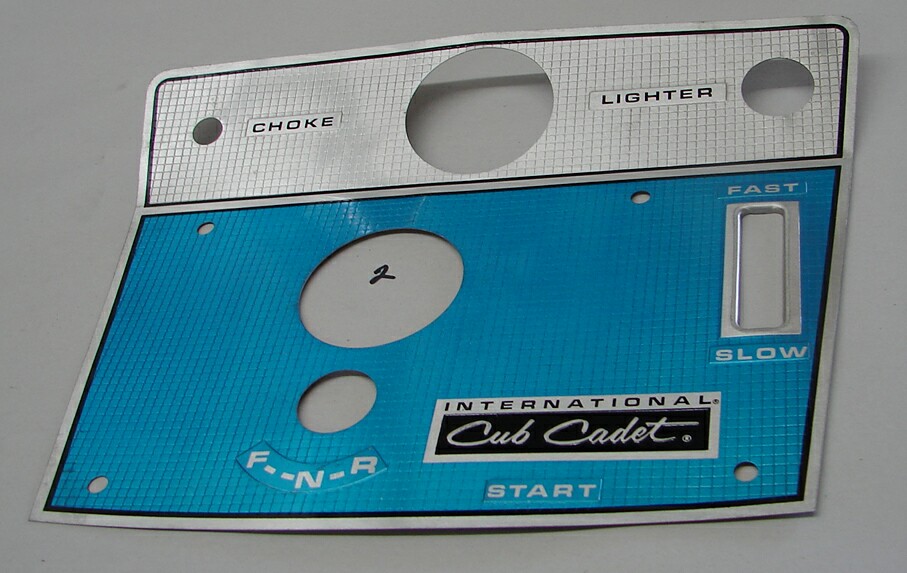 CHOKE
LIGHTER
FAST
2
SLOW
INTERNATIONAL®
Cub Cadet®
F--N-R
START